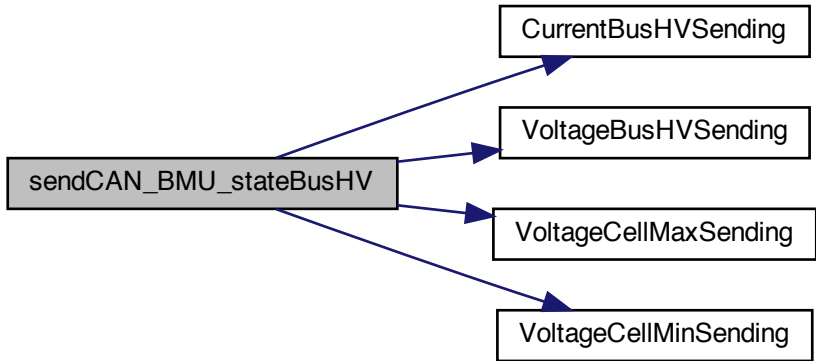 CurrentBusHVSending
VoltageBusHVSending
sendCAN_BMU_stateBusHV
VoltageCellMaxSending
VoltageCellMinSending